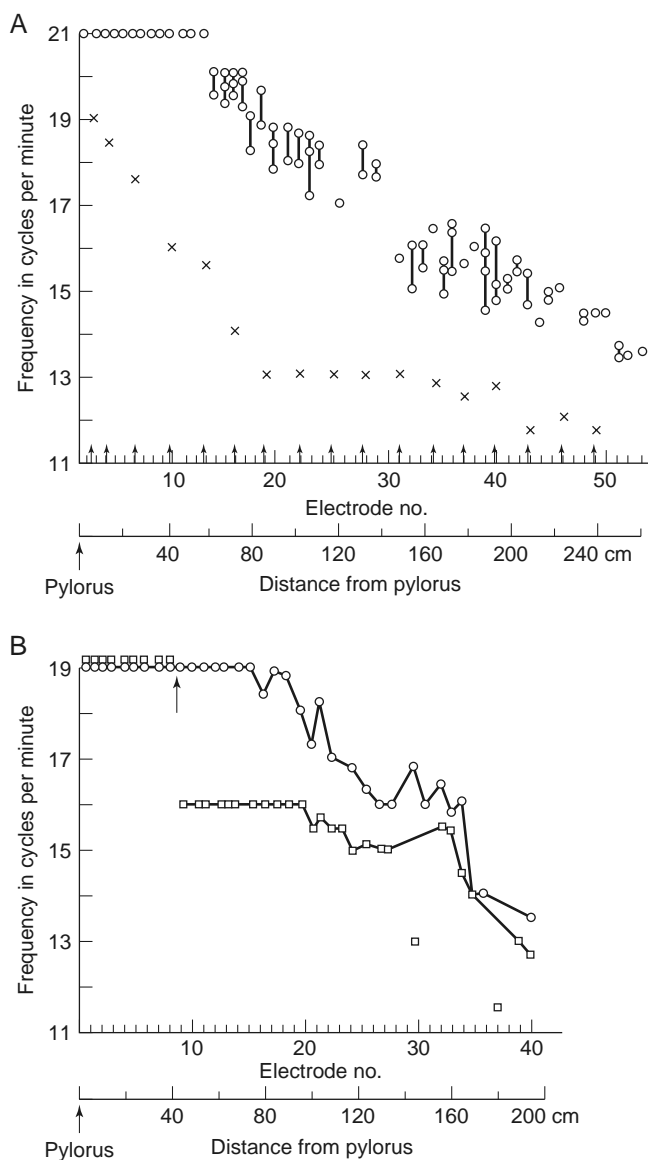 A
Frequency in cycles per minute
21
19
17
15
13
11
10 20 30 40 50
Electrode no.
40 80 120 160 200 240 cm
Pylorus
Distance from pylorus
B
Frequency in cycles per minute
19
17
15
13
11
10 20 30 40
Electrode no.
40 80 120 160 200 cm
Pylorus
Distance from pylorus